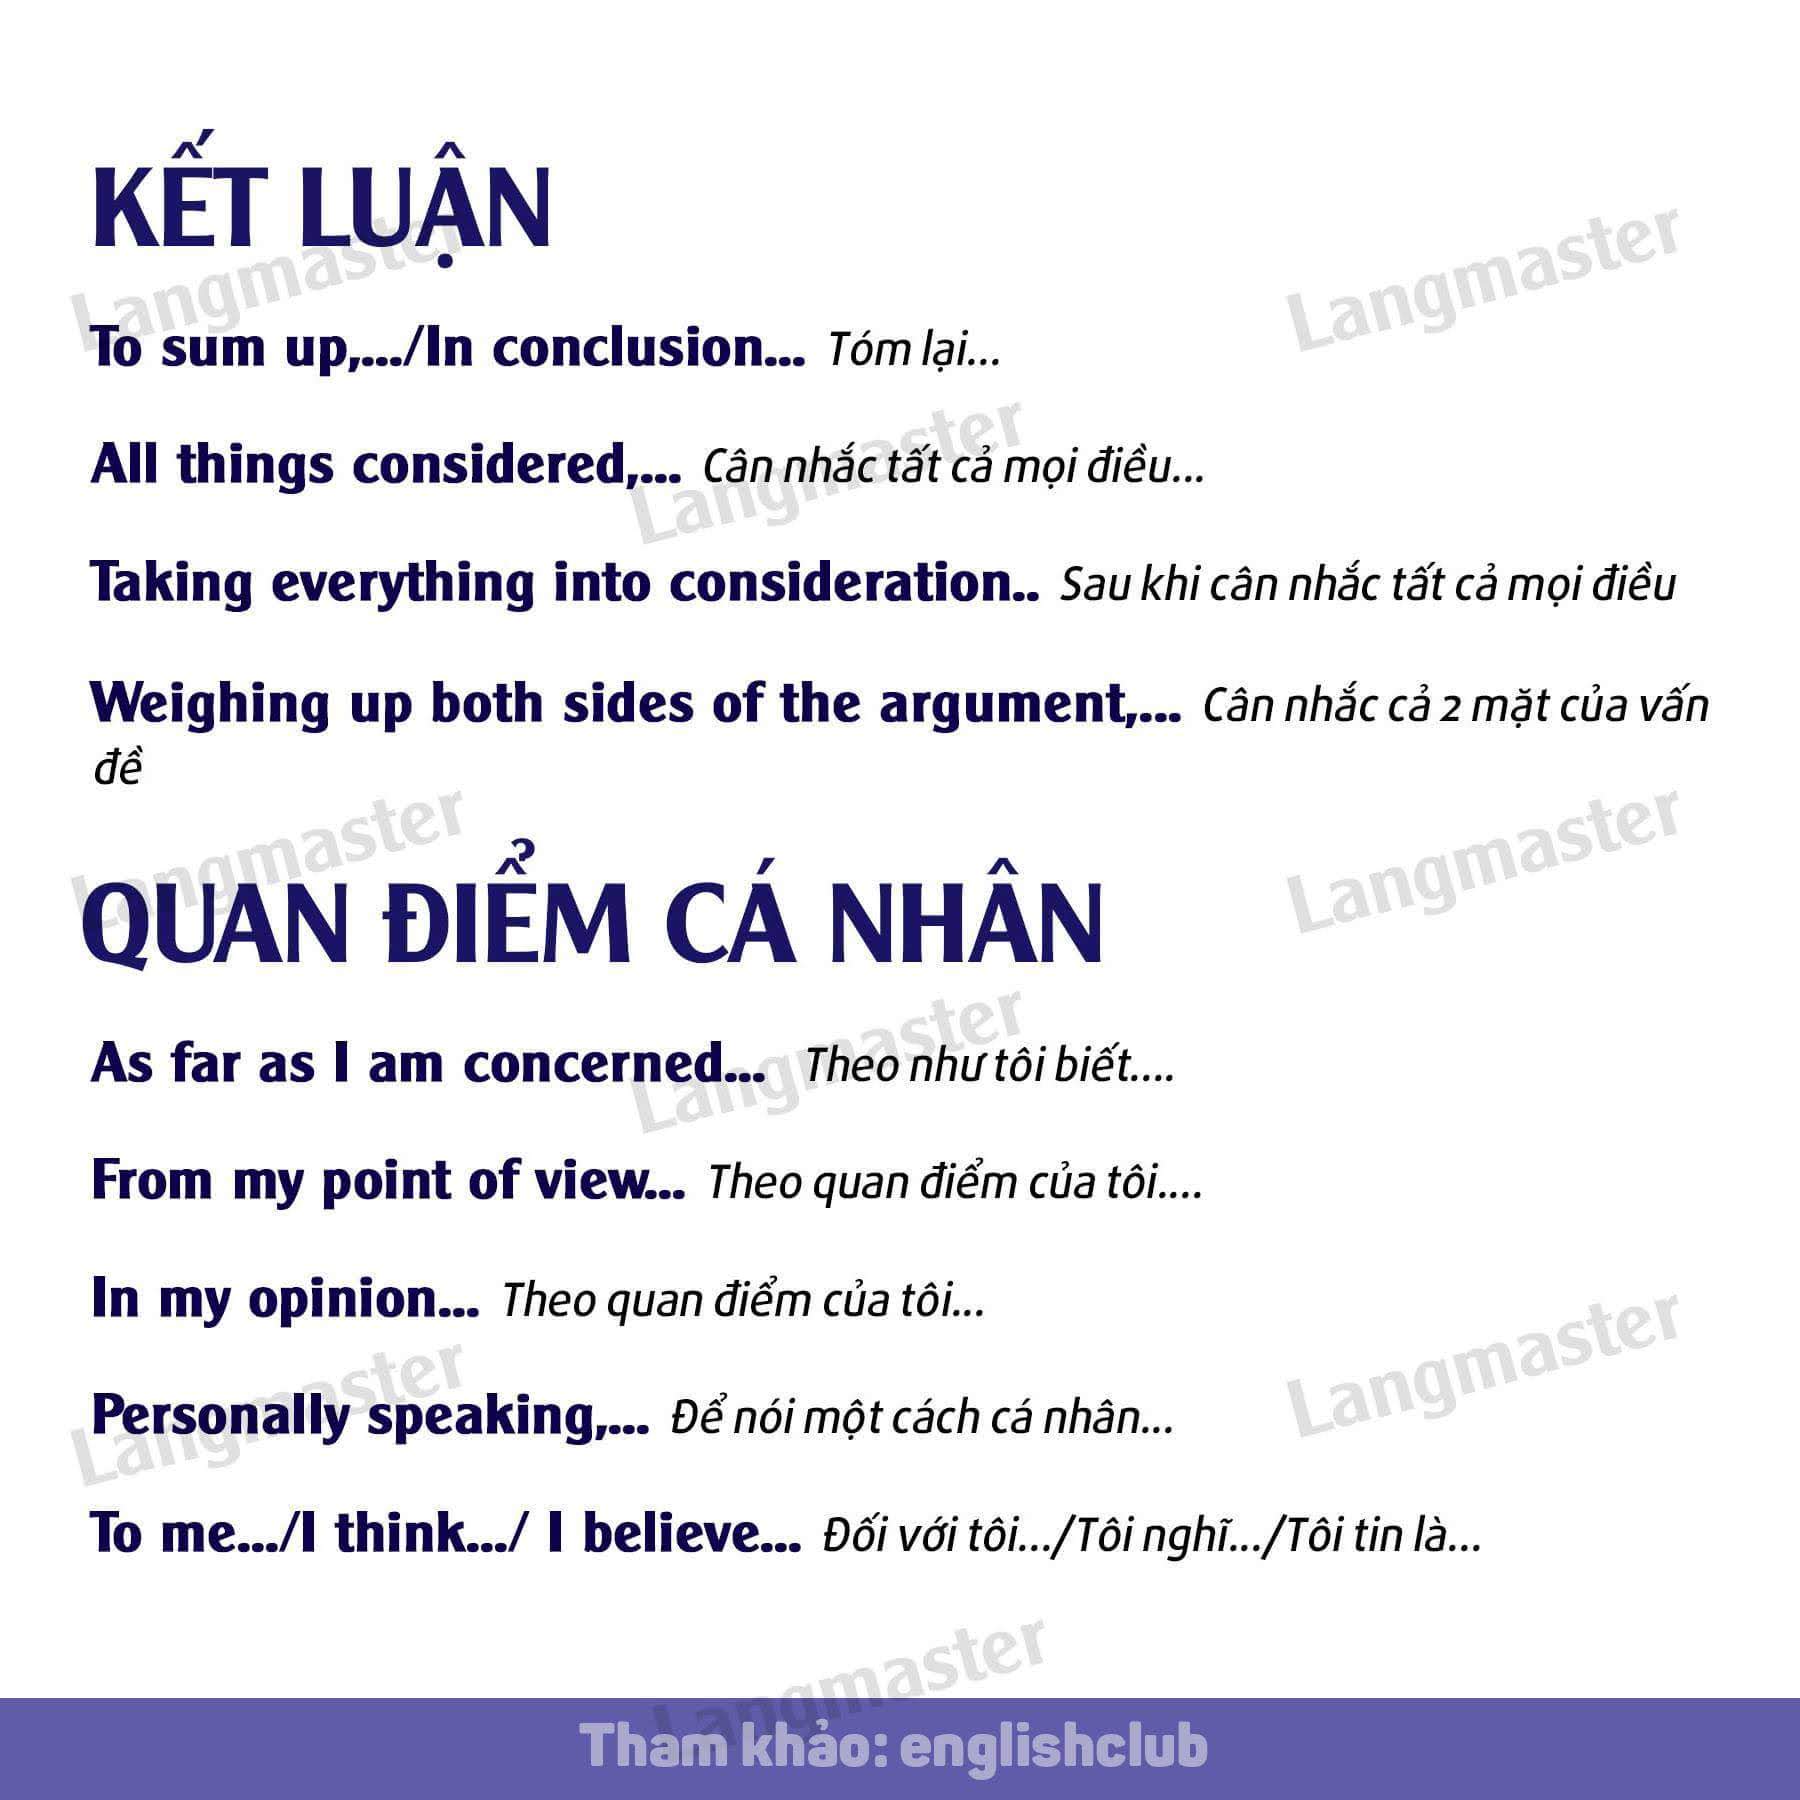 KẾT LUẬN
Langmaster
Langmaster
To sum up,.../In conclusion... Tóm lại...
Langmaster
All things considered,... Cân nhắc tất cả mọi điều...
Taking everything into consideration.. Sau khi cân nhắc tất cả mọi điều
Weighing up both sides of the argument,... Cân nhắc cả 2 mặt của vấn
đề
Langmaster
Langmaster
QUAN ĐIỂM CÁ NHÂN
Langmaster
As far as I am concerned... Theo như tôi biết....
From my point of view... Theo quan điểm của tôi....
In my opinion... Theo quan điểm của tôi...
Langmaster
Langmaster
Personally speaking,... Để nói một cách cá nhân...
To me.../I think.../ I believe... Đối với tôi.../Tôi nghĩ.../Tôi tin là...
Langmaster
Tham khảo: englishclub